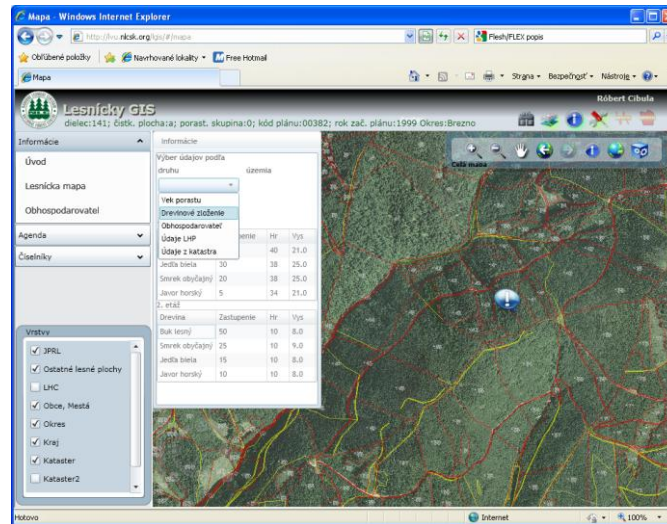 Mapa - Windows Internet Explorer
http://lvu.nlcsk.org/lgis/#/mapa
Flesh/FLEX popis
Obľúbené položky
Navrhované lokality
Free Hotmail
Mapa
Strana
Bezpečnosť
Nástroje
Róbert Cibula
Lesnícky GIS
dielec:141; čistk. plocha:a; porast. skupina:0; kód plánu:00382; rok zač. plánu:1999 Okres:Brezno
Informácie
Úvod
Lesnícka mapa
Obhospodarovateľ
Agenda
Číselníky
Informácie
Výber údajov podľa
druhu územia
Vek porastu
Drevinové zloženie
Obhospodarovateľ
Údaje LHP
Údaje z katastra
Hr Vys
40 21.0
Jedľa biela 30 38 25.0
Smrek obyčajný 20 38 25.0
Javor horský 5 34 21.0
2. etáž
Drevina Zastupenie Hr Vys
Buk lesný 50 10 8.0
Smrek obyčajný 25 10 9.0
Jedľa biela 15 10 8.0
Javor horský 10 10 8.0
Celá mapa
Vrstvy
JPRL
Ostatné lesné plochy
LHC
Obce, Mestá
Okres
Kraj
Kataster
Kataster2
Hotovo
Internet
100%